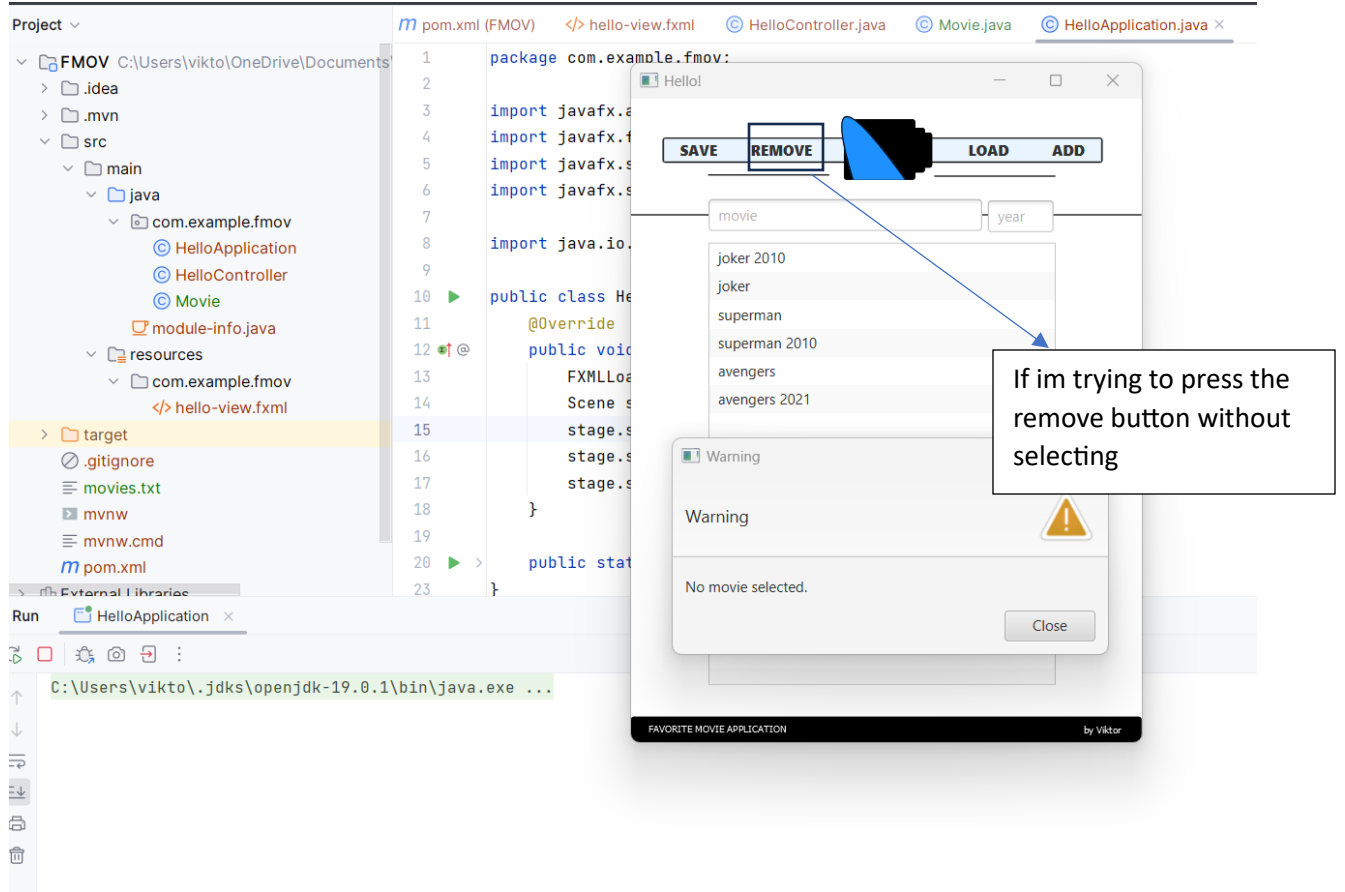 Project
pom.xml (FMOV)
hello-view.fxml
HelloController.java
Movie.java
HelloApplication.java
FMOV C:\Users\vikto\OneDrive\Documents\
.idea
.mvn
src
main
java
com.example.fmov
HelloApplication
HelloController
Movie
module-info.java
resources
com.example.fmov
hello-view.fxml
target
.gitignore
movies.txt
mvnw
mvnw.cmd
pom.xml
External Libraries
1 package com.example.fmov;
2
3 import javafx.a
4 import javafx.f
5 import javafx.s
6 import javafx.s
7
8 import java.io.
9
10 public class He
11 @Override
12 @ public void
13 FXMLLoa
14 Scene s
15 stage.s
16 stage.s
17 stage.s
18 }
19
20 public stat
23 }
Hello!
SAVE REMOVE LOAD ADD
movie year
joker 2010
joker
superman
superman 2010
avengers
avengers 2021
If im trying to press the
remove button without
selecting
Warning
Warning
No movie selected.
Close
FAVORITE MOVIE APPLICATION by Viktor
Run HelloApplication
C:\Users\vikto\.jdks\openjdk-19.0.1\bin\java.exe ...